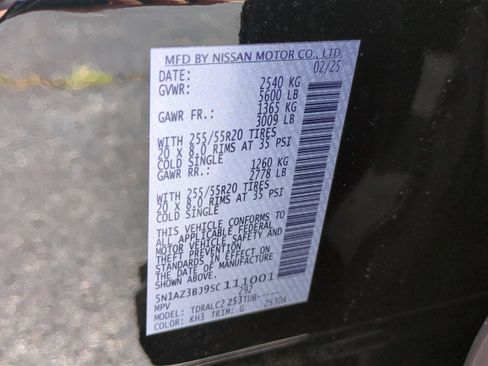 MFD BY NISSAN MOTOR CO., LTD.
DATE: 02/25
GVWR: 2540 KG
5600 LB
GAWR FR.: 1365 KG
3009 LB
WITH 255/55R20 TIRES
20 X 8.0 RIMS AT 35 PSI
COLD SINGLE
GAWR RR.: 1260 KG
2778 LB
WITH 255/55R20 TIRES
20 X 8.0 RIMS AT 35 PSI
COLD SINGLE
THIS VEHICLE CONFORMS TO
ALL APPLICABLE FEDERAL
MOTOR VEHICLE SAFETY AND
THEFT PREVENTION
STANDARDS IN EFFECT ON
THE DATE OF MANUFACTURE
SHOWN ABOVE.
5N1AZ3BJ9SC111001
MPV 292
TDRALC2Z53TUB-----
COLOR: KH3 TRIM: G 2530A